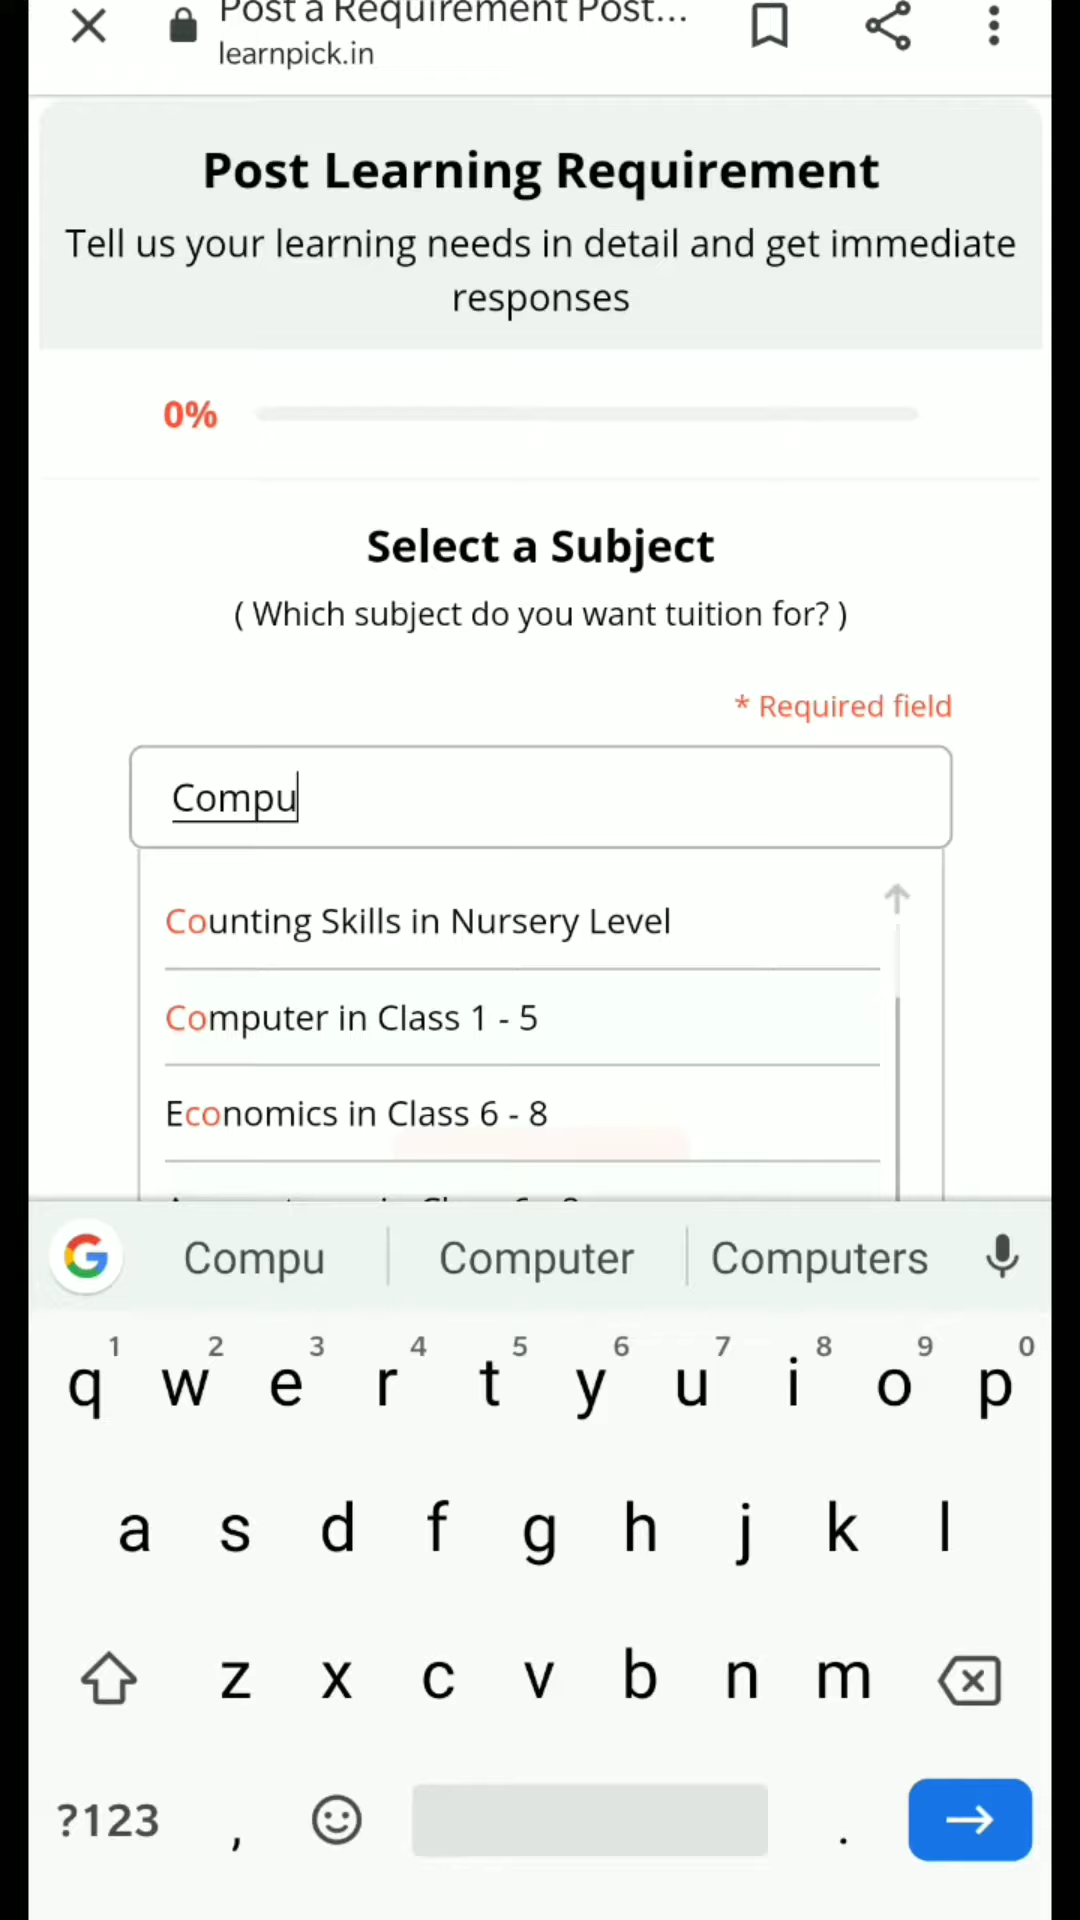 Post a Requirement Post...
learnpick.in
Post Learning Requirement
Tell us your learning needs in detail and get immediate
responses
0%
Select a Subject
( Which subject do you want tuition for? )
* Required field
Compu
Counting Skills in Nursery Level
Computer in Class 1 - 5
Economics in Class 6 - 8
G Compu Computer Computers
1 2 3 4 5 6 7 8 9 0
q w e r t y u i o p
a s d f g h j k l
z x c v b n m
?123 , .